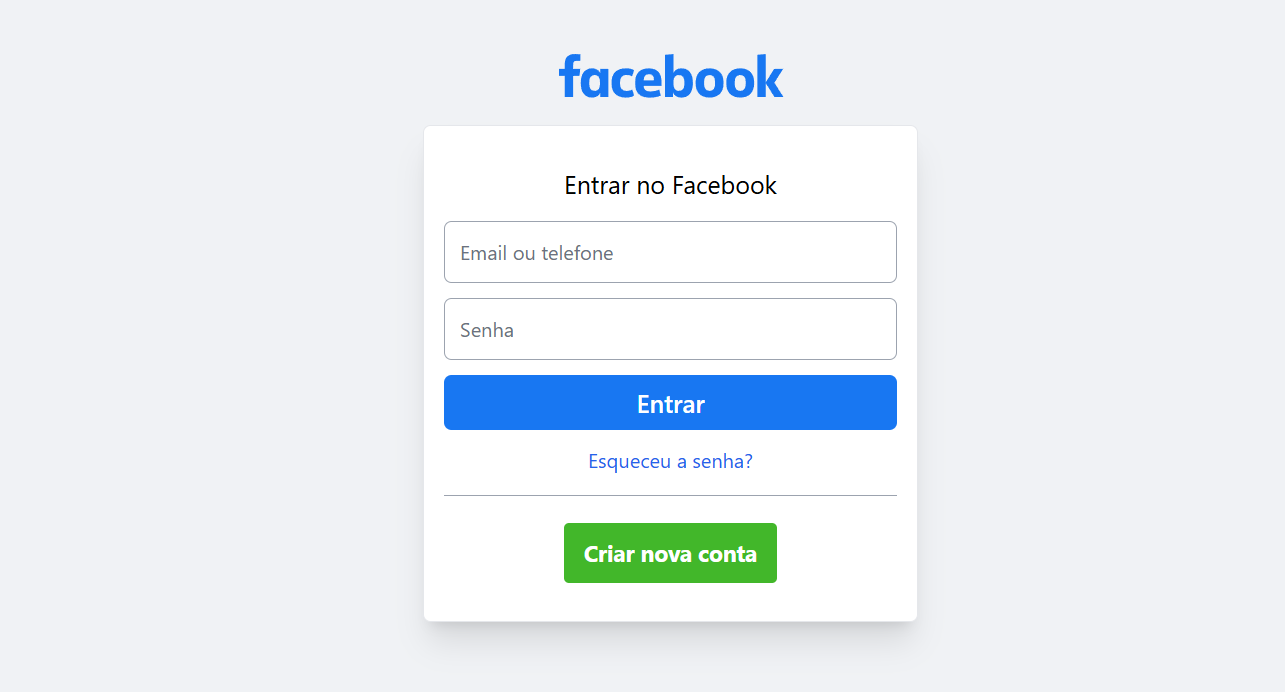 facebook
Entrar no Facebook
Email ou telefone
Senha
Entrar
Esqueceu a senha?
Criar nova conta